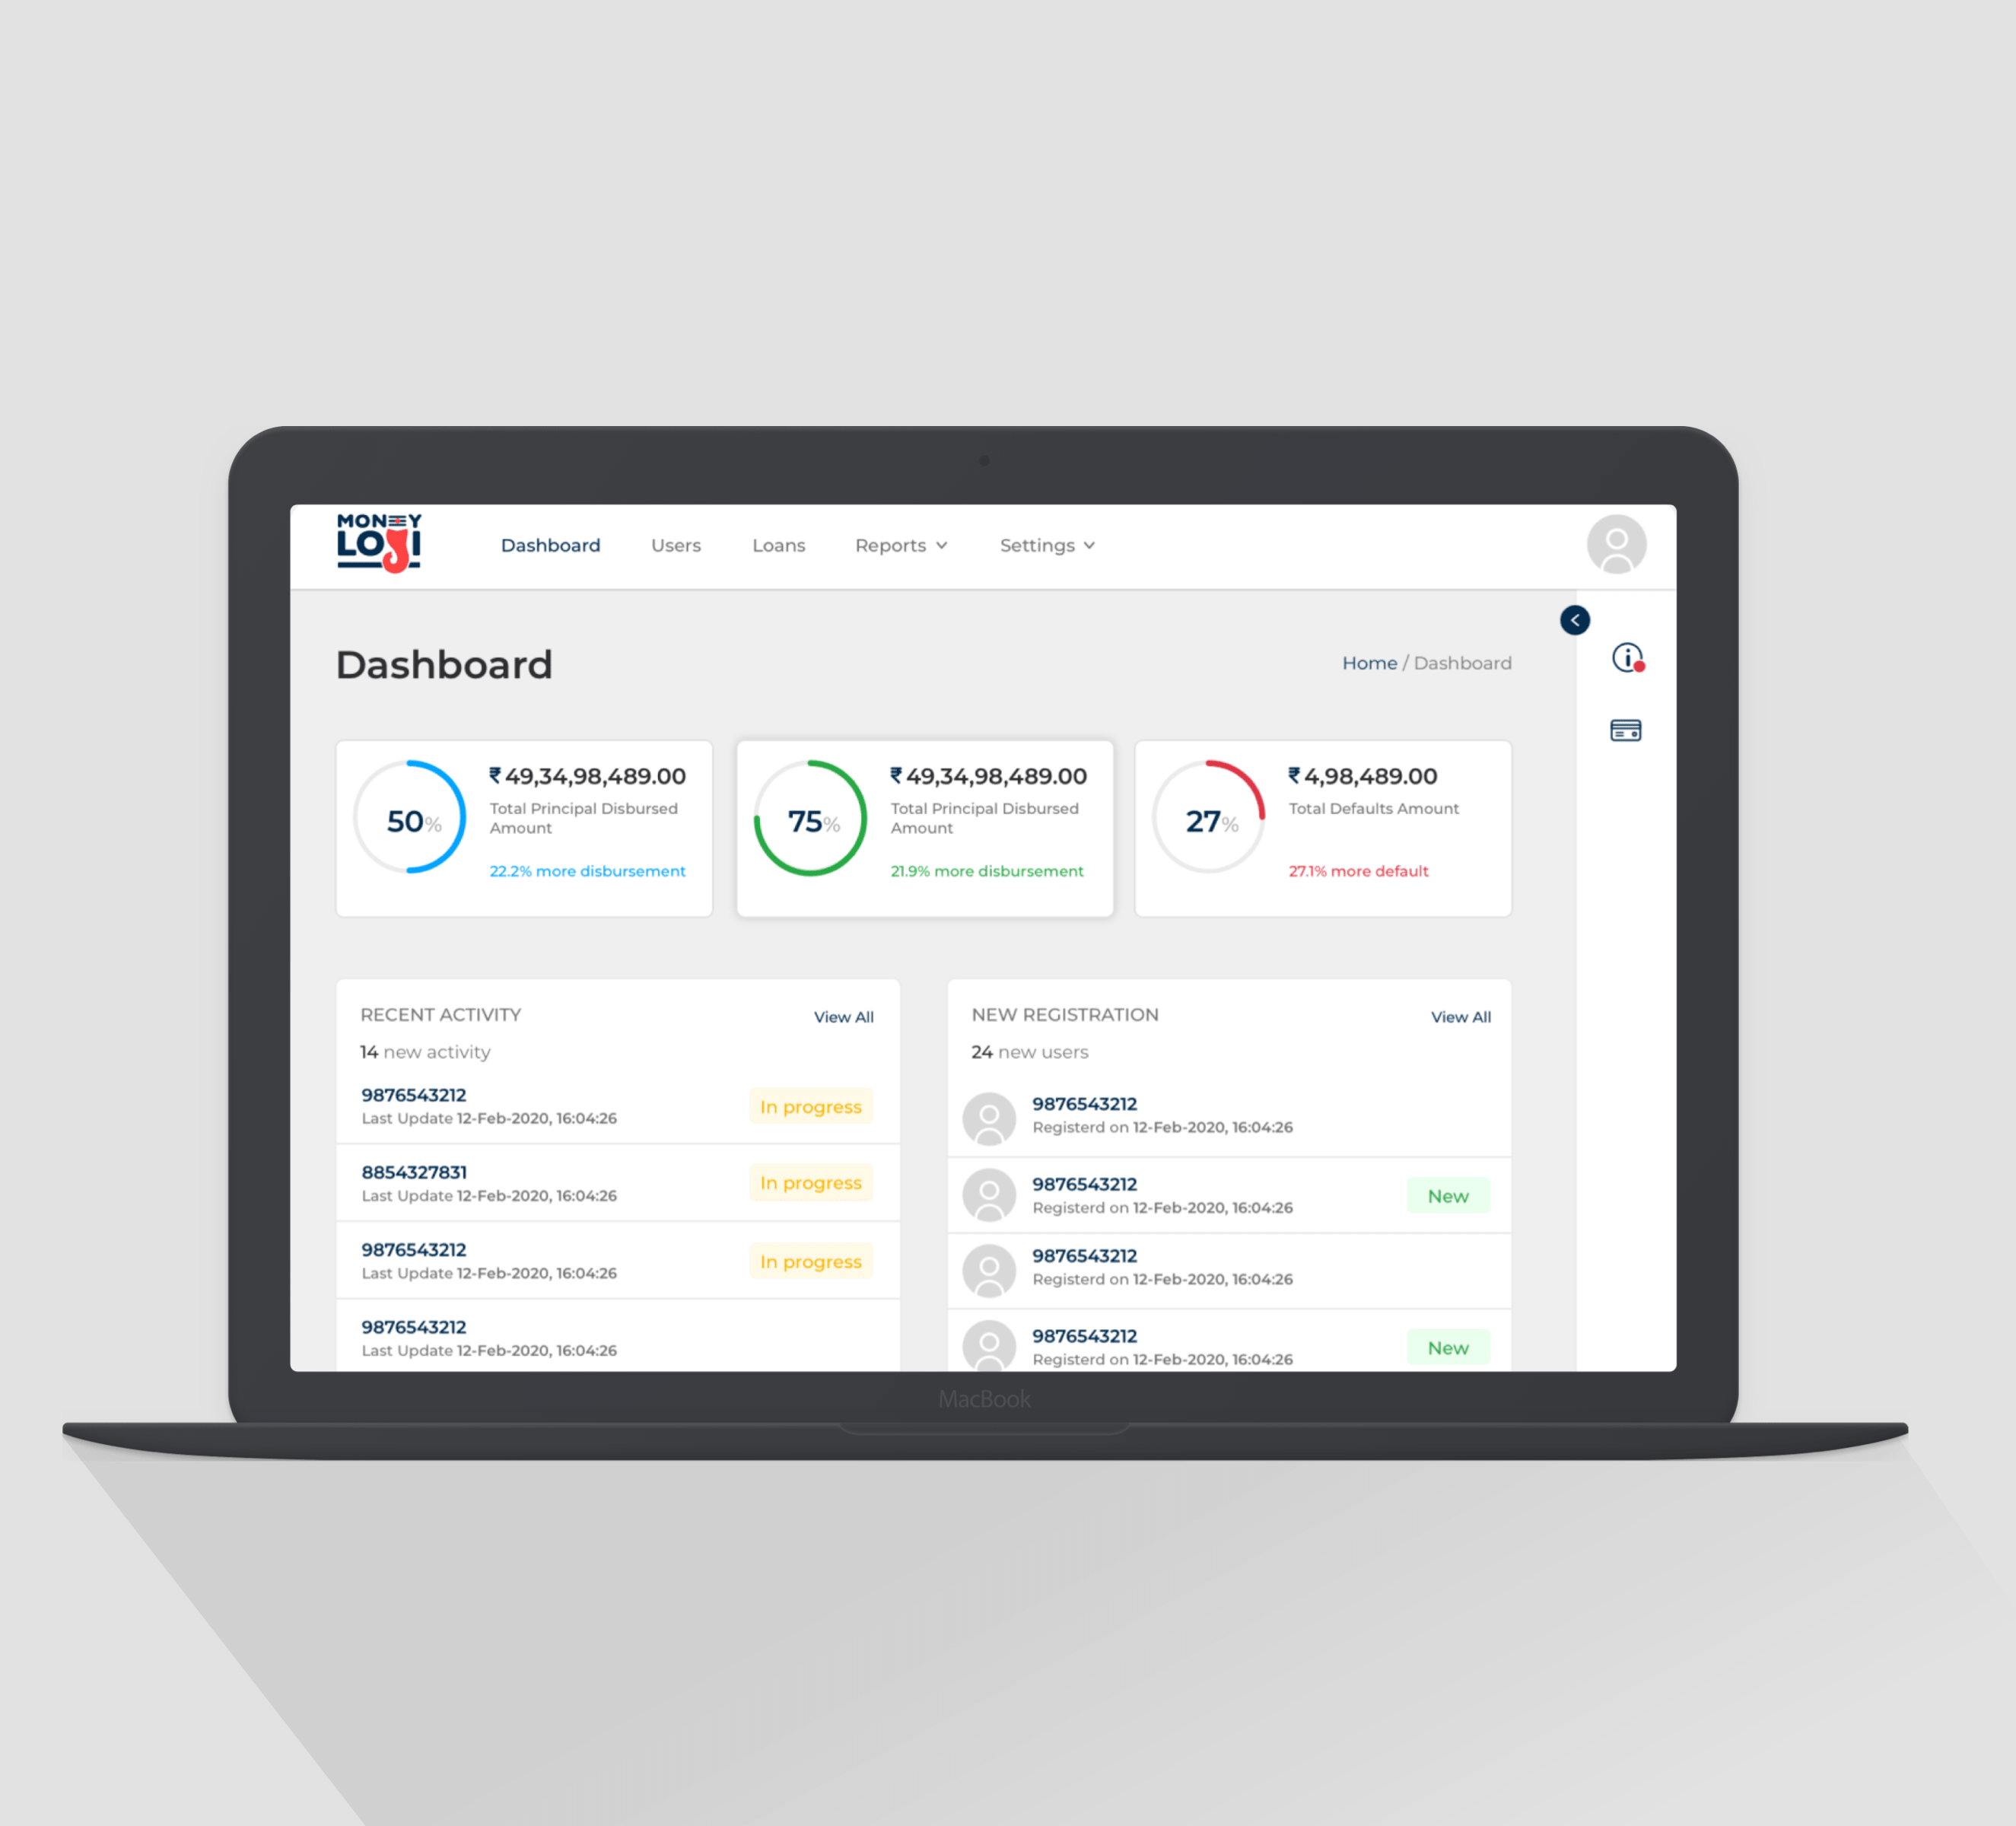 MONEY
LOJI
Dashboard
Users
Loans
Reports
Settings
Dashboard
Home / Dashboard
50%
₹ 49,34,98,489.00
Total Principal Disbursed
Amount
22.2% more disbursement
75%
₹ 49,34,98,489.00
Total Principal Disbursed
Amount
21.9% more disbursement
27%
₹ 4,98,489.00
Total Defaults Amount
27.1% more default
RECENT ACTIVITY
View All
14 new activity
9876543212
Last Update 12-Feb-2020, 16:04:26
In progress
8854327831
Last Update 12-Feb-2020, 16:04:26
In progress
9876543212
Last Update 12-Feb-2020, 16:04:26
In progress
9876543212
Last Update 12-Feb-2020, 16:04:26
NEW REGISTRATION
View All
24 new users
9876543212
Registerd on 12-Feb-2020, 16:04:26
9876543212
Registerd on 12-Feb-2020, 16:04:26
New
9876543212
Registerd on 12-Feb-2020, 16:04:26
9876543212
Registerd on 12-Feb-2020, 16:04:26
New
MacBook